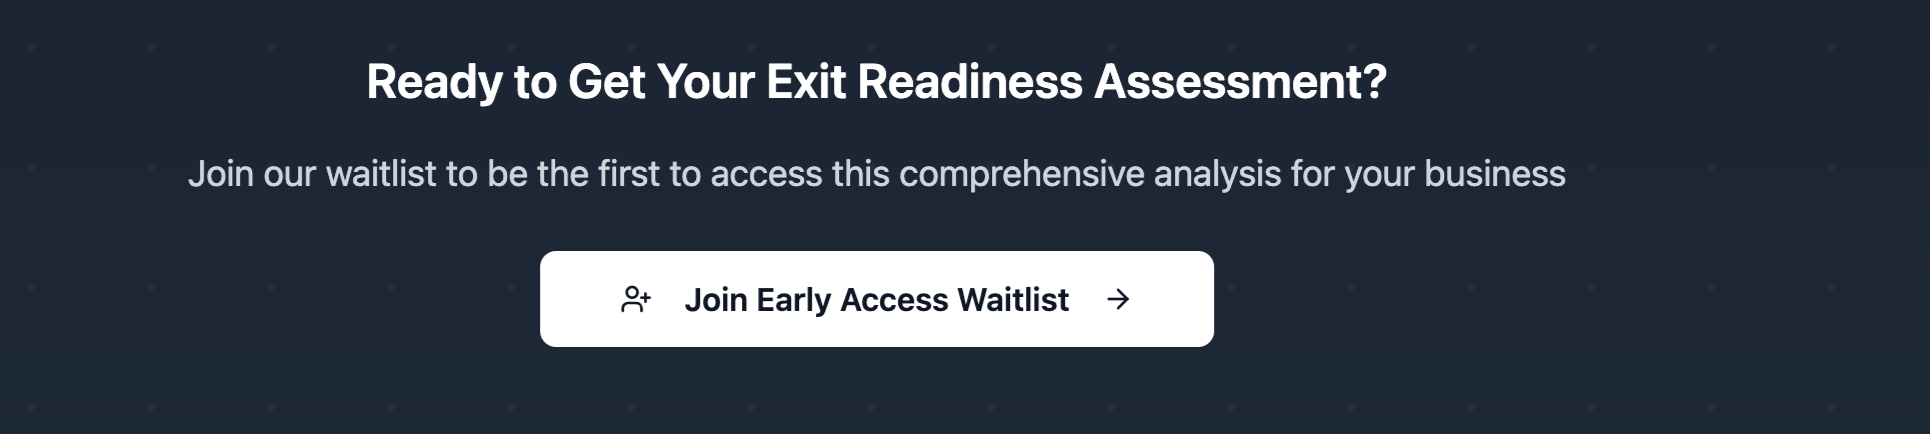 Ready to Get Your Exit Readiness Assessment?
Join our waitlist to be the first to access this comprehensive analysis for your business
Join Early Access Waitlist